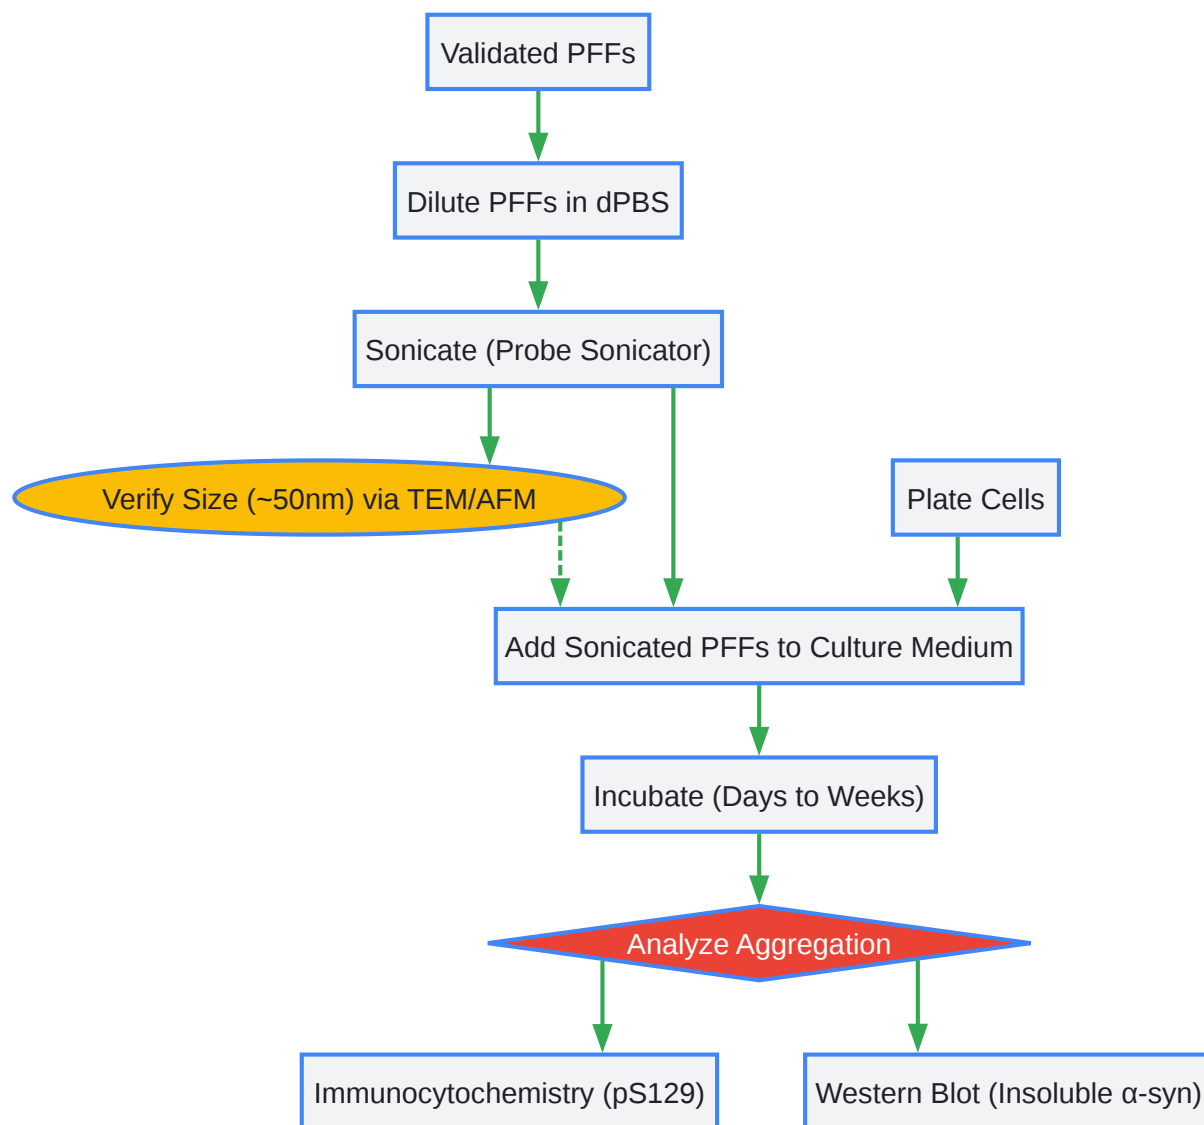 Validated PFFs
Dilute PFFs in dPBS
Sonicate (Probe Sonicator)
Verify Size (~50nm) via TEM/AFM
Plate Cells
Add Sonicated PFFs to Culture Medium
Incubate (Days to Weeks)
Analyze Aggregation
Immunocytochemistry (pS129)
Western Blot (Insoluble α-syn)